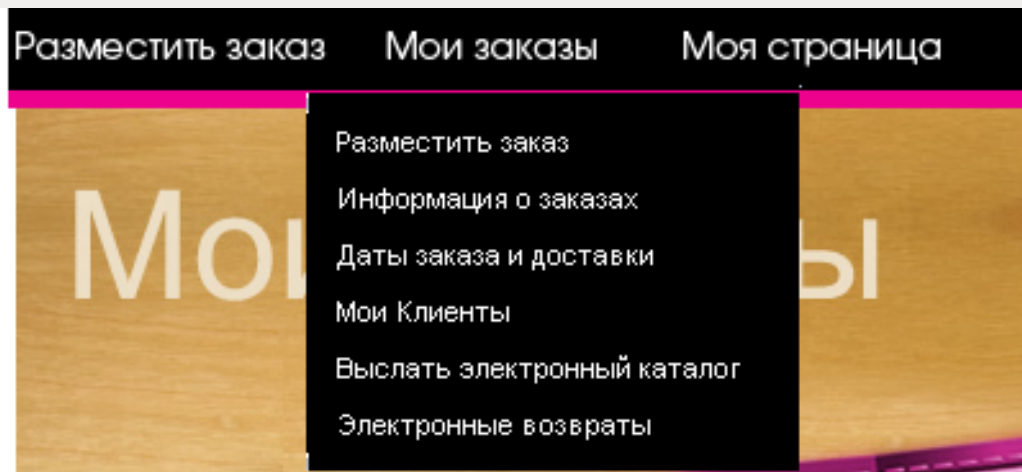 Разместить заказ Мои заказы Моя страница
Разместить заказ
Информация о заказах
Даты заказа и доставки
Мои Клиенты
Выслать электронный каталог
Электронные возвраты